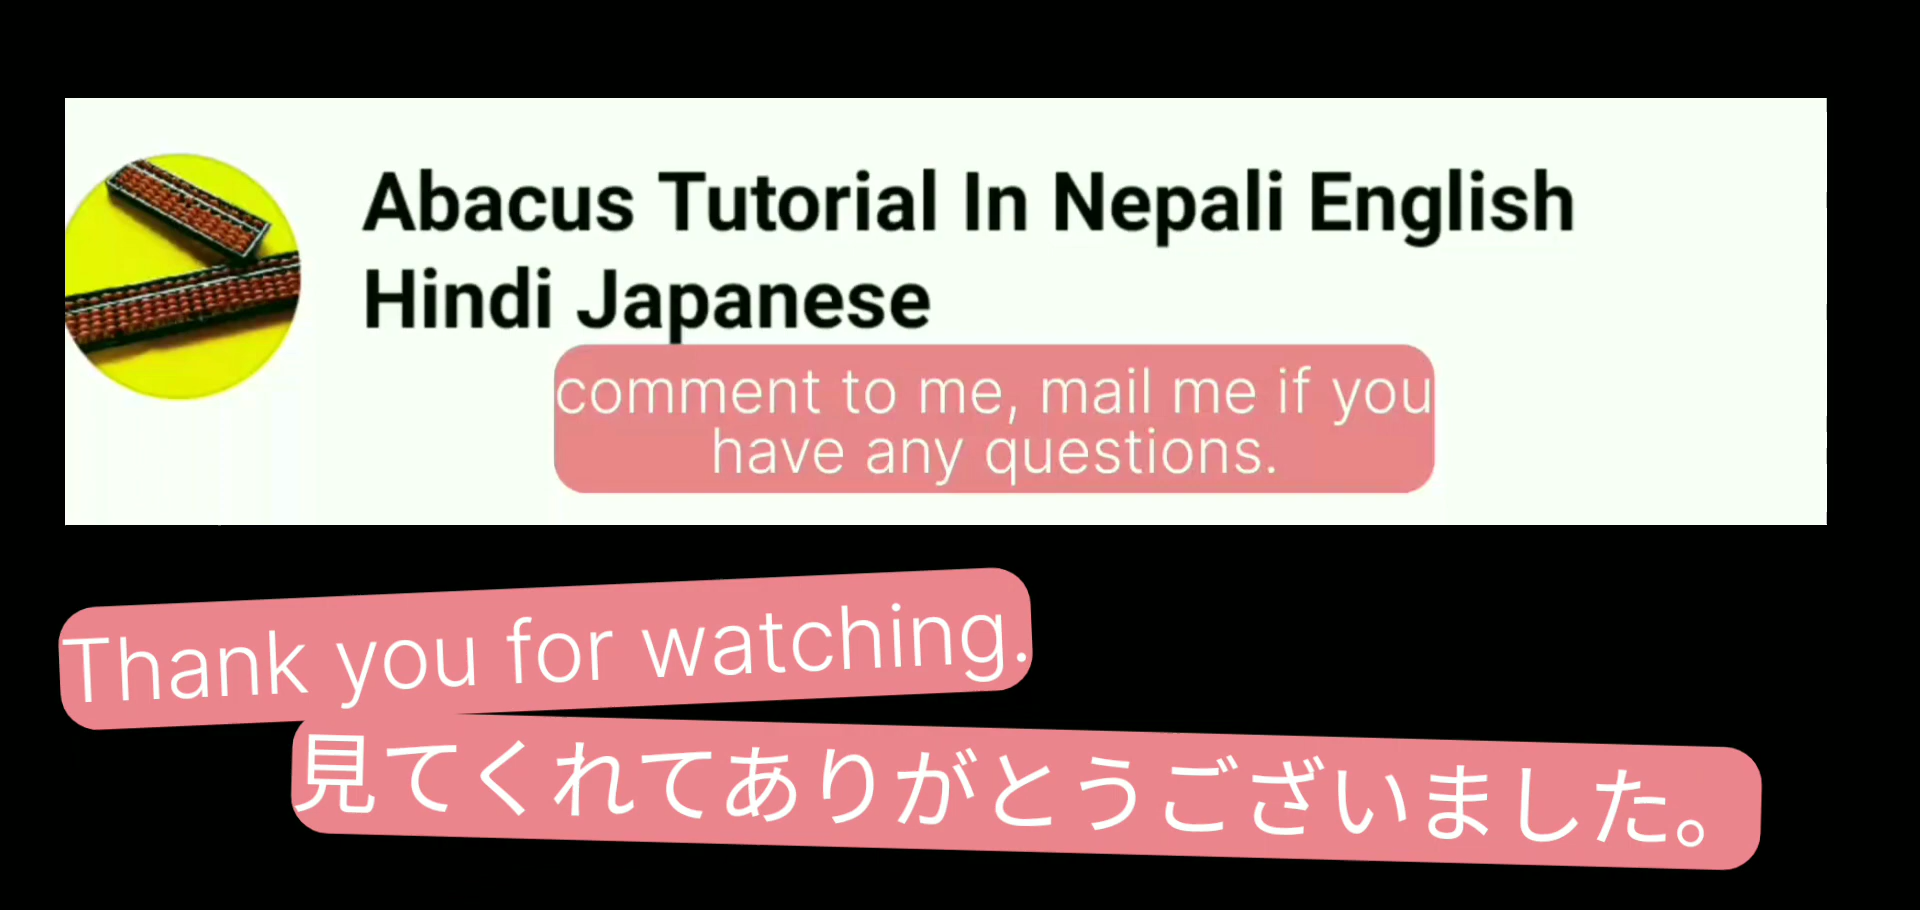 Abacus Tutorial In Nepali English
Hindi Japanese
comment to me, mail me if you
have any questions.
Thank you for watching.
見てくれてありがとうございました。